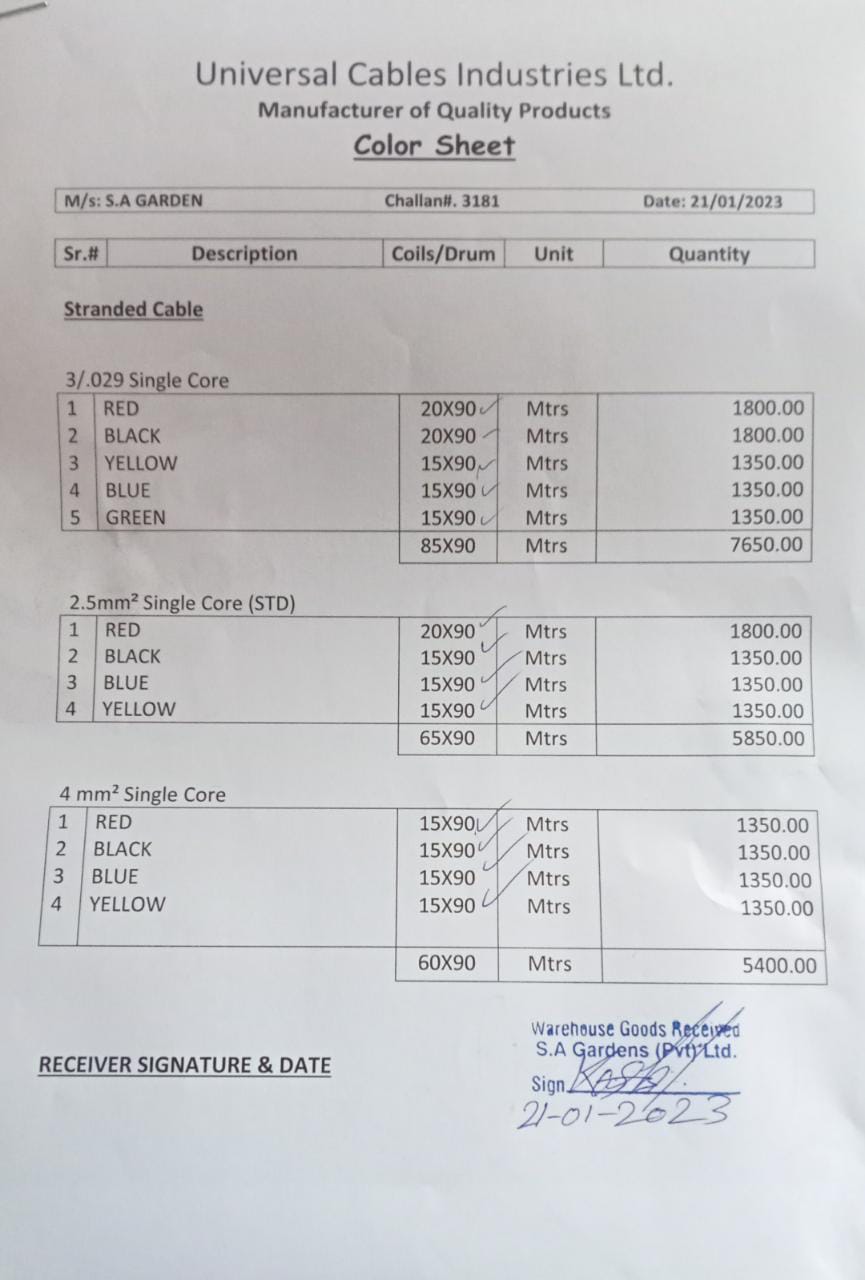 Universal Cables Industries Ltd.
Manufacturer of Quality Products
Color Sheet
M/s: S.A GARDEN Challan#. 3181 Date: 21/01/2023
Sr.# Description Coils/Drum Unit Quantity
Stranded Cable
3/.029 Single Core
1 RED 20X90 Mtrs 1800.00
2 BLACK 20X90 Mtrs 1800.00
3 YELLOW 15X90 Mtrs 1350.00
4 BLUE 15X90 Mtrs 1350.00
5 GREEN 15X90 Mtrs 1350.00
85X90 Mtrs 7650.00
2.5mm² Single Core (STD)
1 RED 20X90 Mtrs 1800.00
2 BLACK 15X90 Mtrs 1350.00
3 BLUE 15X90 Mtrs 1350.00
4 YELLOW 15X90 Mtrs 1350.00
65X90 Mtrs 5850.00
4 mm² Single Core
1 RED 15X90 Mtrs 1350.00
2 BLACK 15X90 Mtrs 1350.00
3 BLUE 15X90 Mtrs 1350.00
4 YELLOW 15X90 Mtrs 1350.00
60X90 Mtrs 5400.00
Warehouse Goods Received
S.A Gardens (Pvt) Ltd.
RECEIVER SIGNATURE & DATE
Sign
21-01-2023